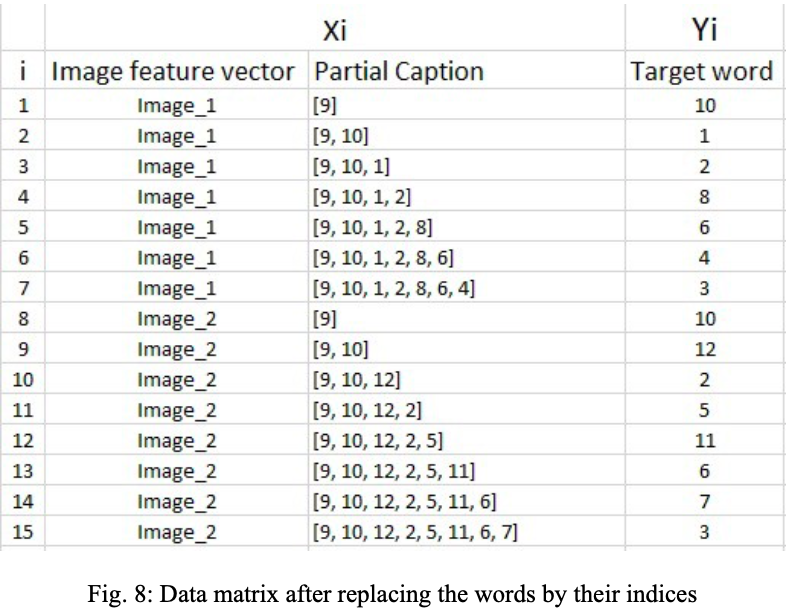 Xi Yi
i Image feature vector Partial Caption Target word
1 Image_1 [9] 10
2 Image_1 [9, 10] 1
3 Image_1 [9, 10, 1] 2
4 Image_1 [9, 10, 1, 2] 8
5 Image_1 [9, 10, 1, 2, 8] 6
6 Image_1 [9, 10, 1, 2, 8, 6] 4
7 Image_1 [9, 10, 1, 2, 8, 6, 4] 3
8 Image_2 [9] 10
9 Image_2 [9, 10] 12
10 Image_2 [9, 10, 12] 2
11 Image_2 [9, 10, 12, 2] 5
12 Image_2 [9, 10, 12, 2, 5] 11
13 Image_2 [9, 10, 12, 2, 5, 11] 6
14 Image_2 [9, 10, 12, 2, 5, 11, 6] 7
15 Image_2 [9, 10, 12, 2, 5, 11, 6, 7] 3
Fig. 8: Data matrix after replacing the words by their indices